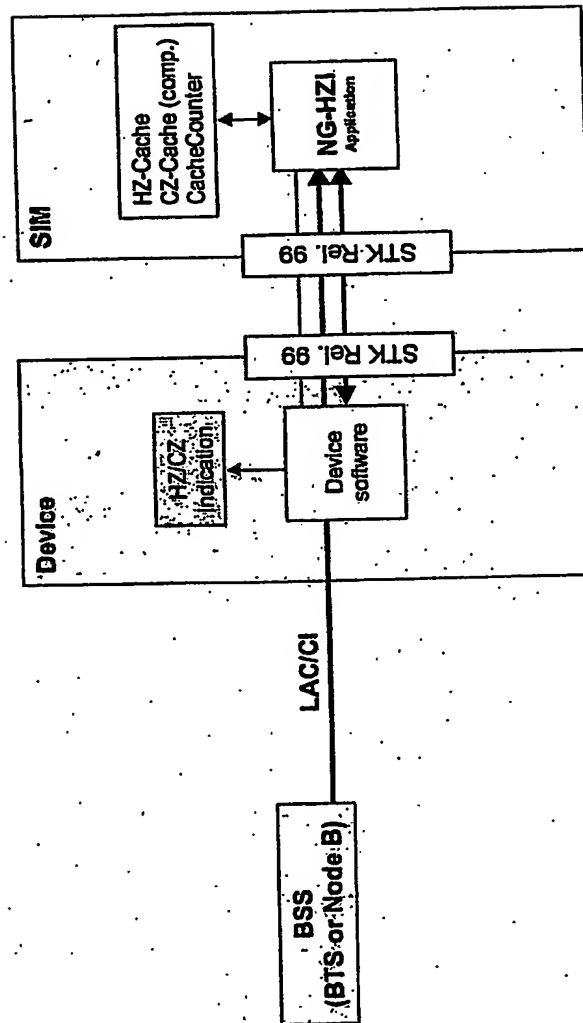 BSS
(BTS or Node B)
LAC/CI
Device
HZ/CZ
Indication
Device
software
STK Rel. 99
STK Rel. 99
SIM
HZ-Cache
CZ-Cache (comp.)
CacheCounter
NG-HZI
Application